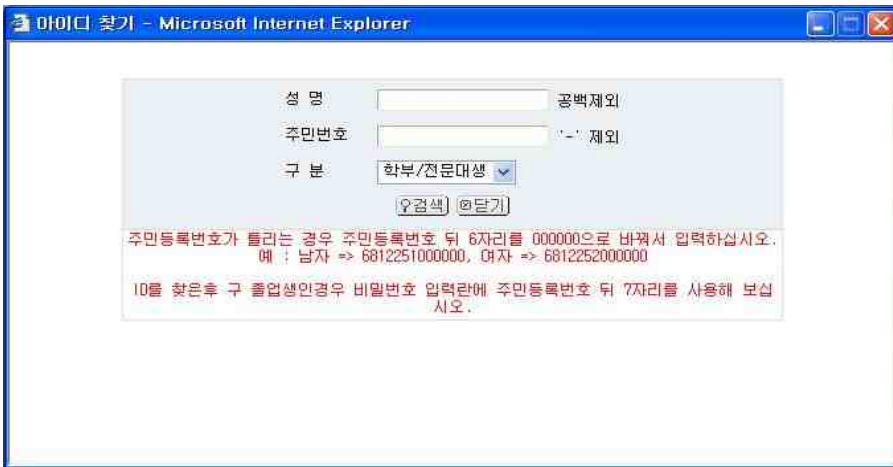 아이디 찾기 - Microsoft Internet Explorer
성 명 공백제외
주민번호 '-' 제외
구 분 학부/전문대생
검색 닫기
주민등록번호가 틀리는 경우 주민등록번호 뒤 6자리를 000000으로 바꿔서 입력하십시오.
예 : 남자 => 6812251000000, 여자 => 6812252000000
ID를 찾은후 구 졸업생인경우 비밀번호 입력란에 주민등록번호 뒤 7자리를 사용해 보십
시오.